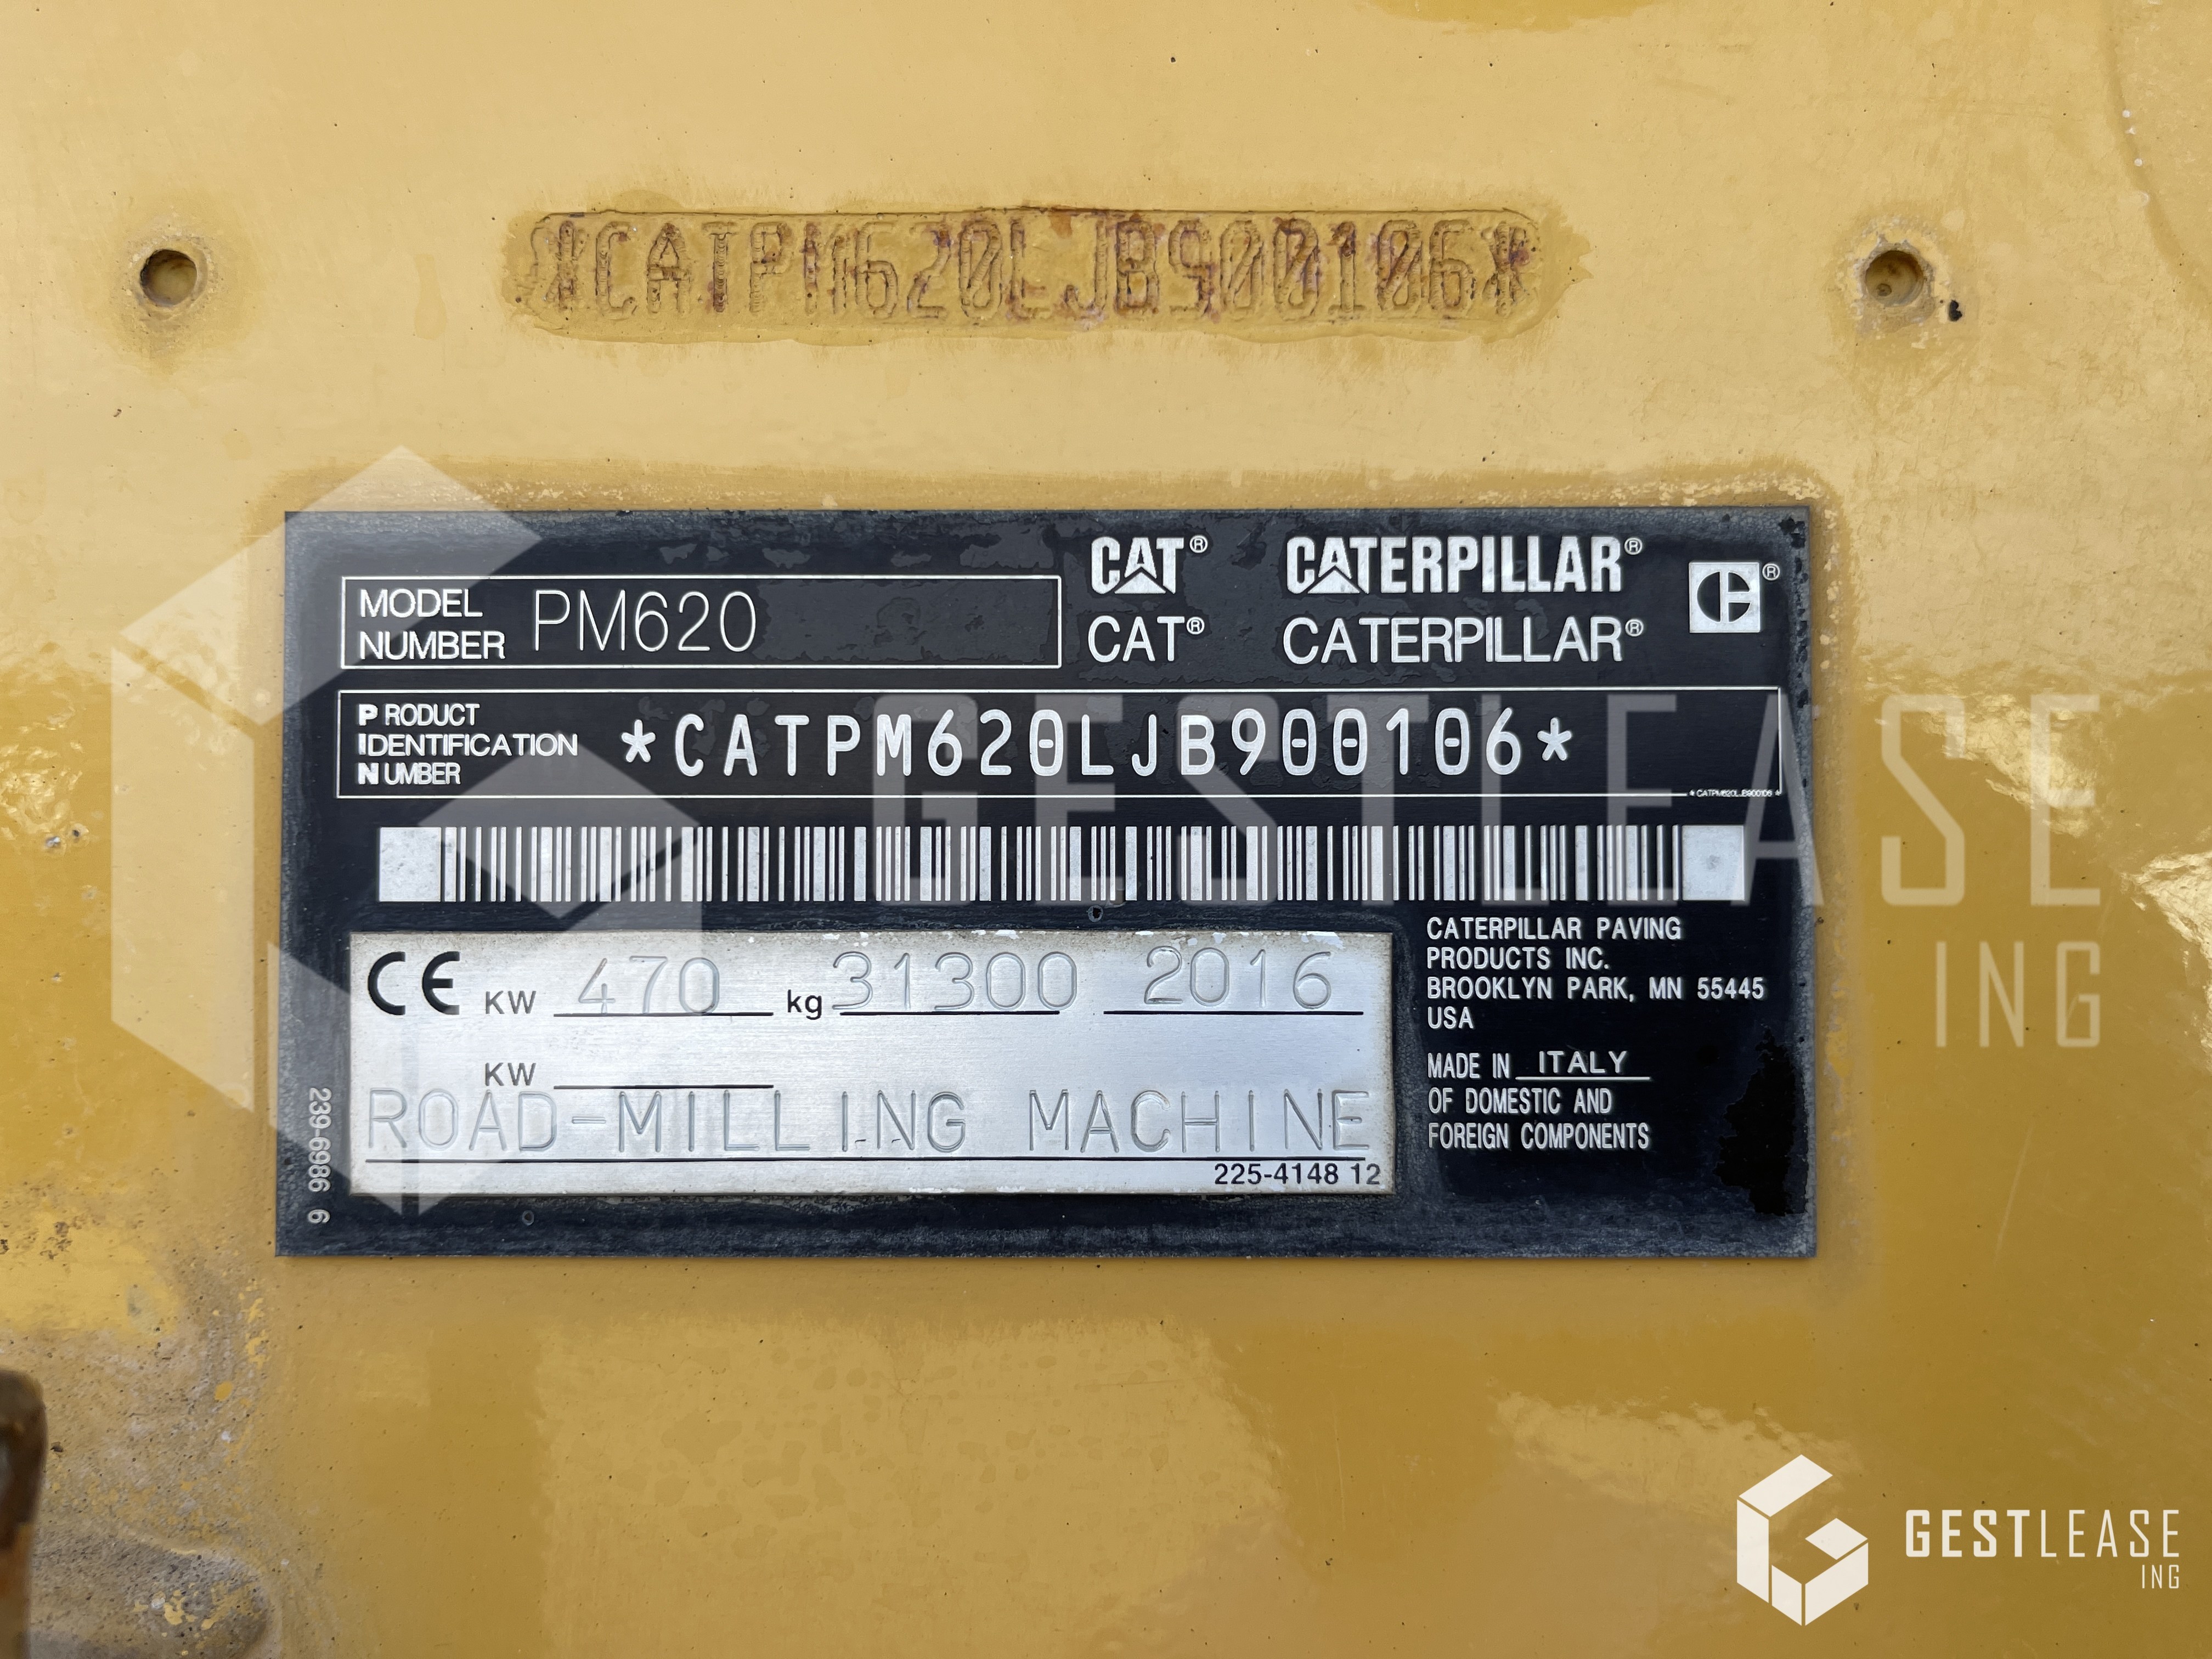 *CATPM620LJB900106*
MODEL NUMBER PM620
CAT® CATERPILLAR®
CAT® CATERPILLAR®
PRODUCT
IDENTIFICATION
NUMBER
*CATPM620LJB900106*
*CATPM620LJB900106*
CE KW 470 kg 31300 2016
KW
ROAD-MILLING MACHINE
225-4148 12
239-6986 6
CATERPILLAR PAVING
PRODUCTS INC.
BROOKLYN PARK, MN 55445
USA
MADE IN ITALY
OF DOMESTIC AND
FOREIGN COMPONENTS
GESTLEASE
ING
GESTLEASE
ING